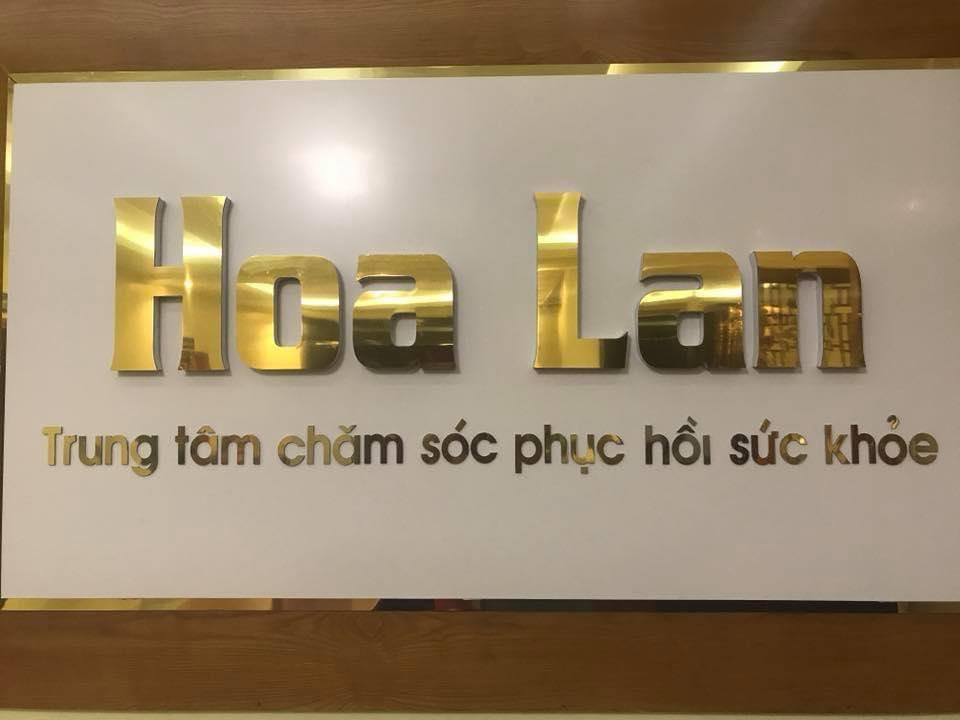 Hoa Lan
Trung tâm chăm sóc phục hồi sức khỏe